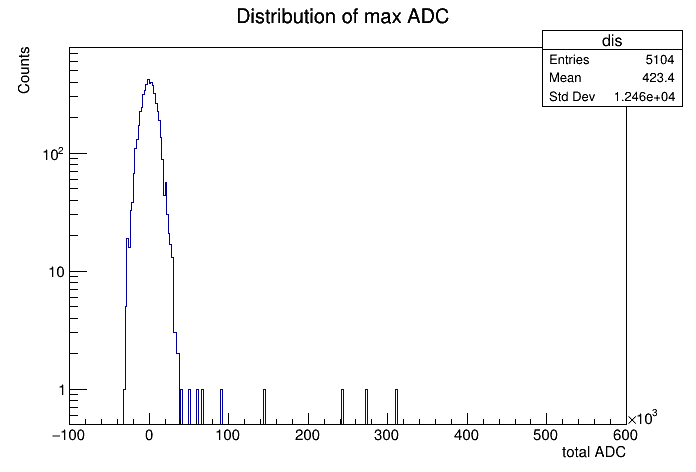 Distribution of max ADC
dis
Entries 5104
Mean 423.4
Std Dev 1.246e+04
Counts
10²
10
1
−100 0 100 200 300 400 500 600
×10³
total ADC